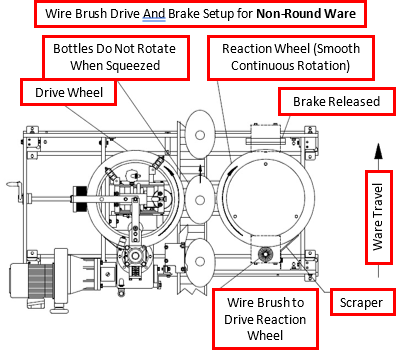 Wire Brush Drive And Brake Setup for Non-Round Ware
Bottles Do Not Rotate
When Squeezed
Reaction Wheel (Smooth
Continuous Rotation)
Drive Wheel
Brake Released
Ware Travel
Wire Brush to
Drive Reaction
Wheel
Scraper